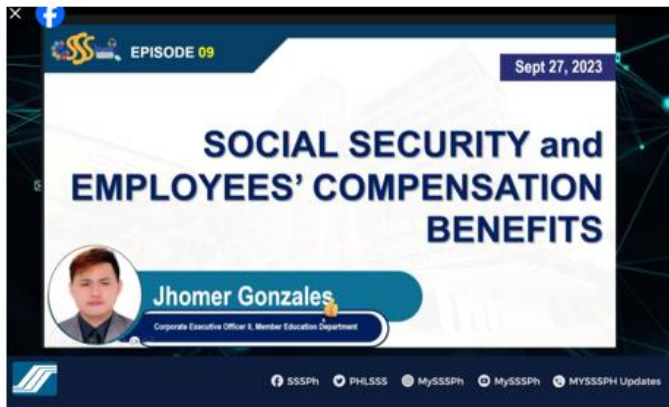 SSS EPISODE 09
Sept 27, 2023
SOCIAL SECURITY and
EMPLOYEES’ COMPENSATION
BENEFITS
Jhomer Gonzales
Corporate Executive Officer II, Member Education Department
SSSPh PHLSSS MySSSPh MySSSPh MYSSSPH Updates